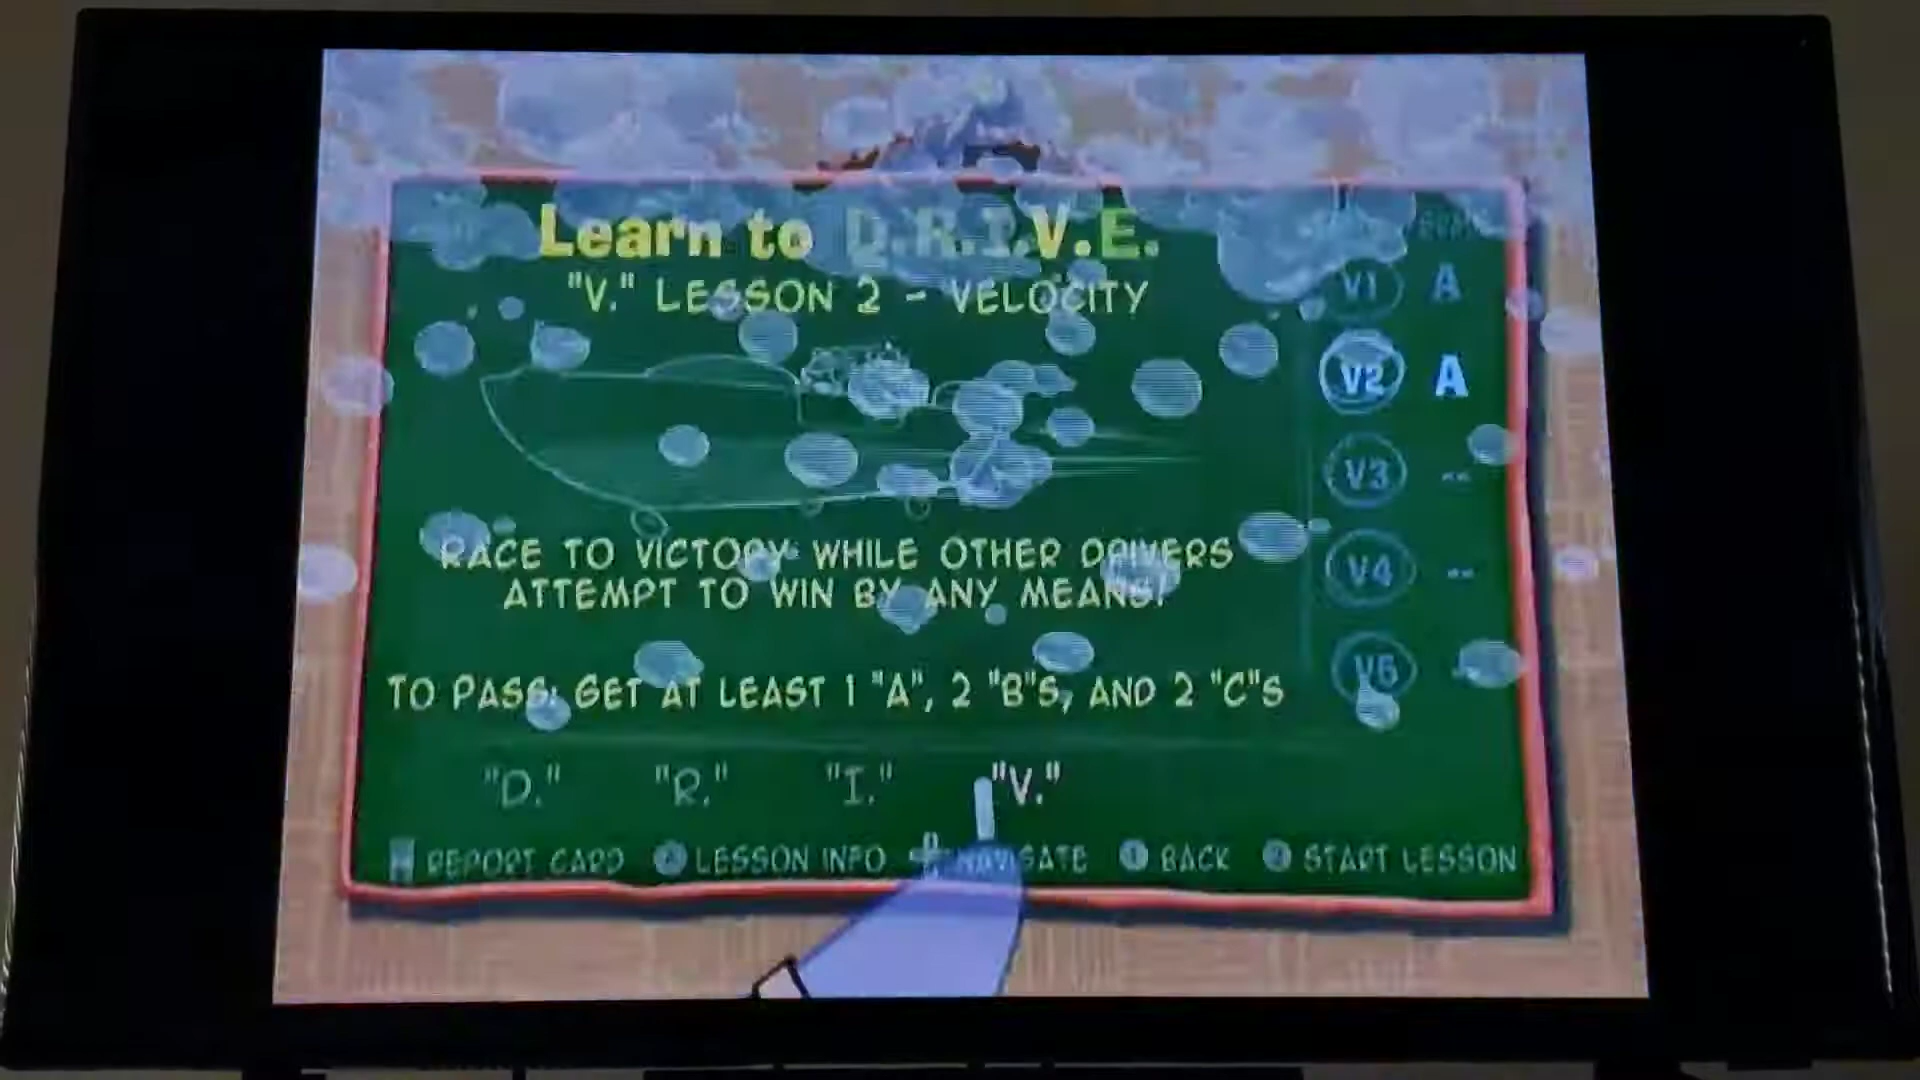 Learn to D.R.I.V.E.
"V." LESSON 2 - VELOCITY
V1 A
V2 A
V3 --
V4 --
V5
RACE TO VICTORY WHILE OTHER DRIVERS
ATTEMPT TO WIN BY ANY MEANS!
TO PASS: GET AT LEAST 1 "A", 2 "B"S, AND 2 "C"S
"D." "R." "I." "V."
REPORT CARD LESSON INFO NAVIGATE 1 BACK 2 START LESSON